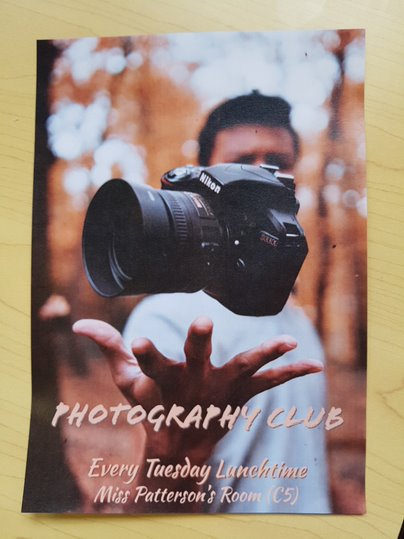 Nikon
PHOTOGRAPHY CLUB
Every Tuesday Lunchtime
Miss Patterson's Room (C5)